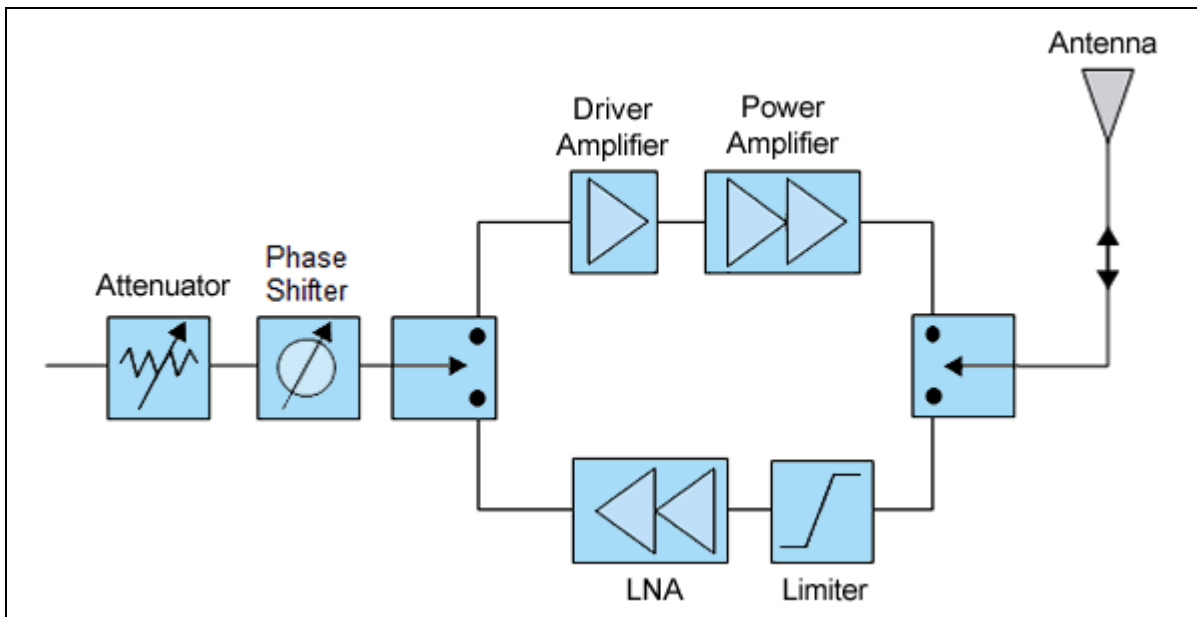 Antenna
Driver
Amplifier
Power
Amplifier
Attenuator
Phase
Shifter
LNA
Limiter